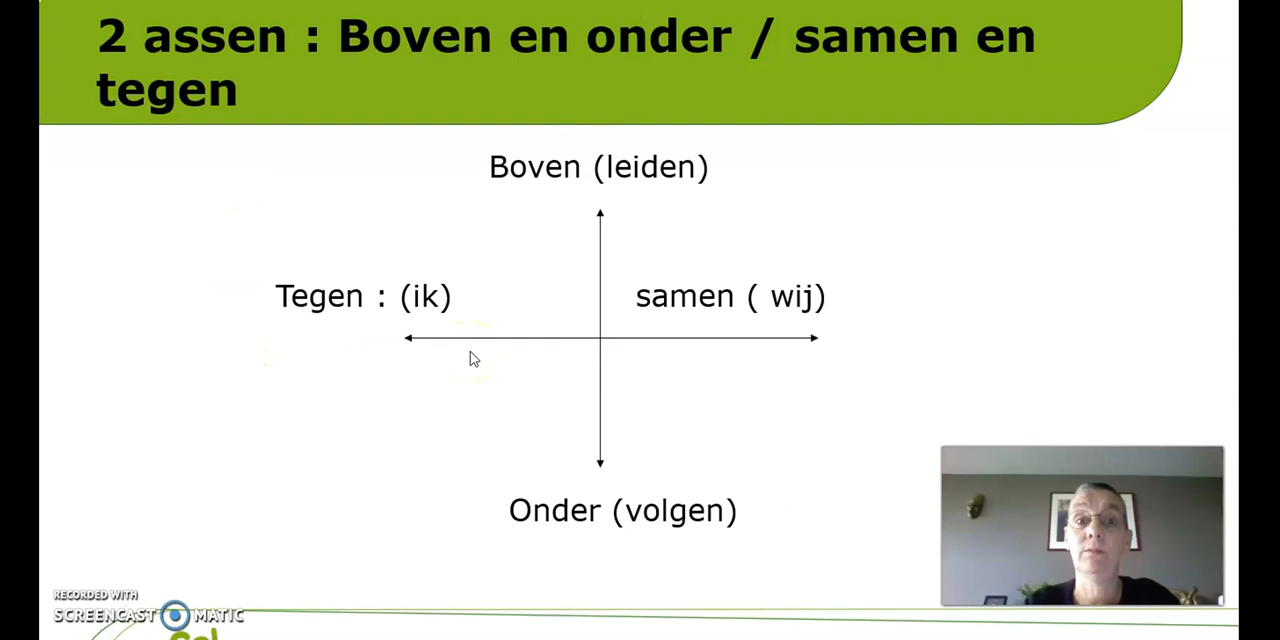 2 assen : Boven en onder / samen en
tegen
Boven (leiden)
Tegen : (ik)
samen ( wij)
Onder (volgen)
RECORDED WITH
SCREENCAST MATIC